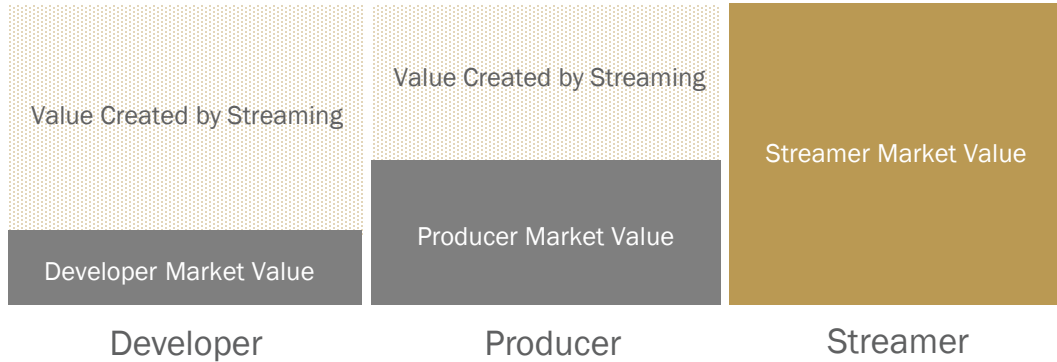 Value Created by Streaming
Developer Market Value
Developer
Value Created by Streaming
Producer Market Value
Producer
Streamer Market Value
Streamer